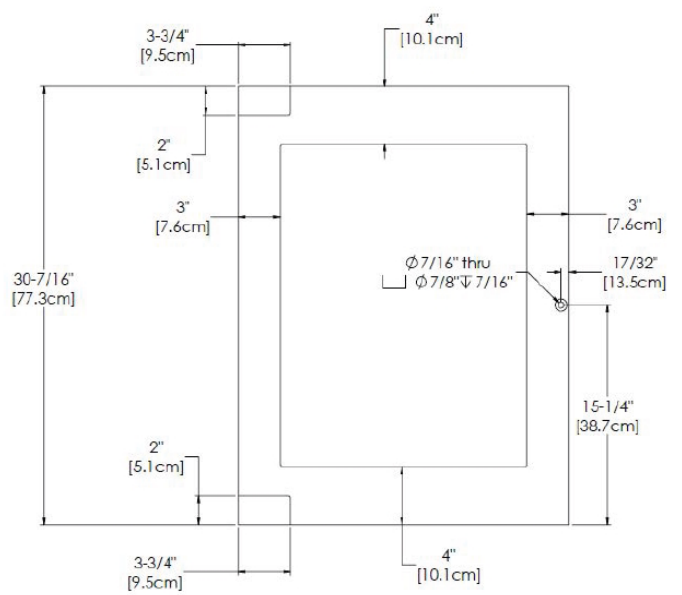 4"
[10.1cm]
3-3/4"
[9.5cm]
2"
[5.1cm]
3"
[7.6cm]
3"
[7.6cm]
⌀7/16" thru
⌴ ⌀7/8"↧7/16"
17/32"
[13.5cm]
30-7/16"
[77.3cm]
15-1/4"
[38.7cm]
2"
[5.1cm]
3-3/4"
[9.5cm]
4"
[10.1cm]